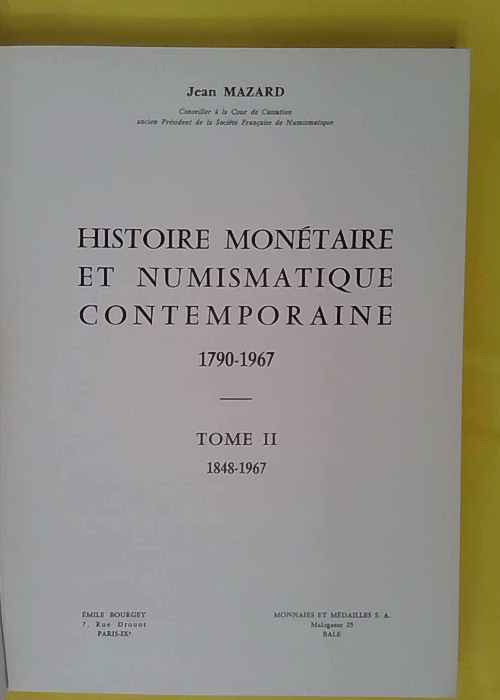 Jean MAZARD
Conseiller à la Cour de Cassation
ancien Président de la Société Française de Numismatique
HISTOIRE MONÉTAIRE
ET NUMISMATIQUE
CONTEMPORAINE
1790-1967
TOME II
1848-1967
ÉMILE BOURGEY
7, Rue Drouot
PARIS-IXe
MONNAIES ET MÉDAILLES S. A.
Malzgasse 25
BALE